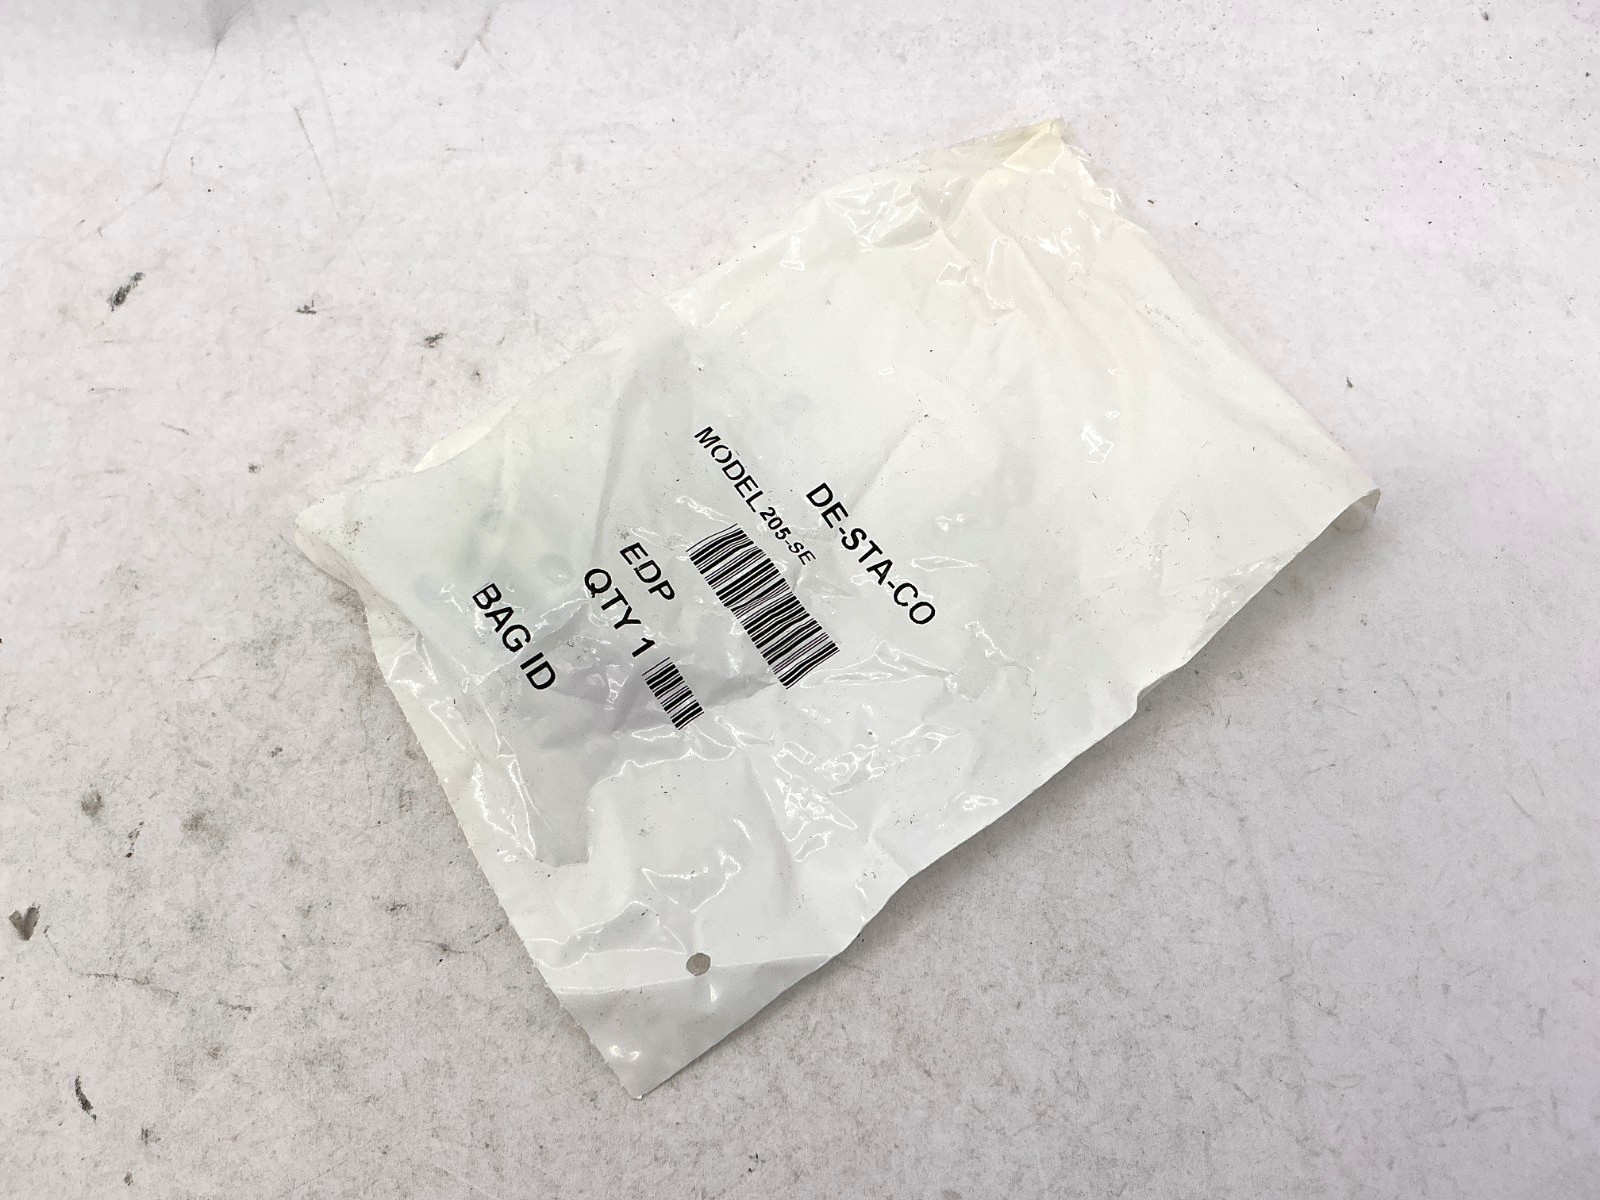 DE-STA-CO
MODEL 205-SE
EDP
QTY 1
BAG ID